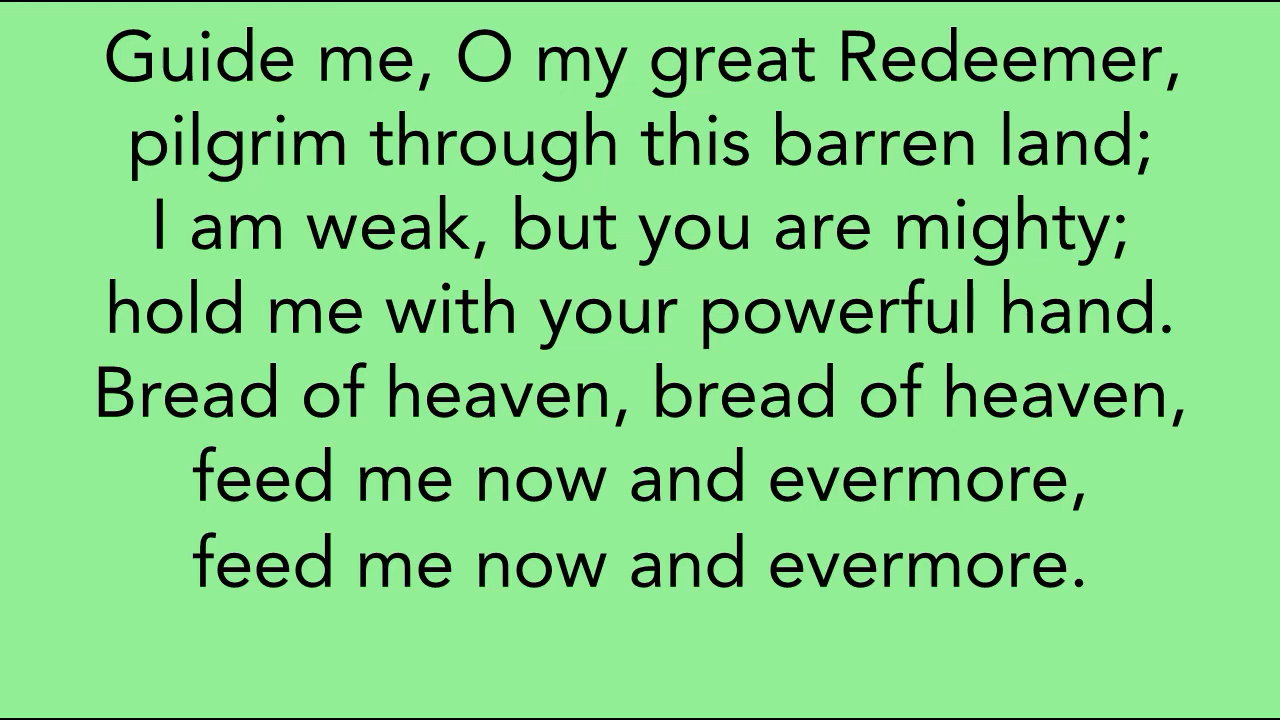 Guide me, O my great Redeemer,
pilgrim through this barren land;
I am weak, but you are mighty;
hold me with your powerful hand.
Bread of heaven, bread of heaven,
feed me now and evermore,
feed me now and evermore.